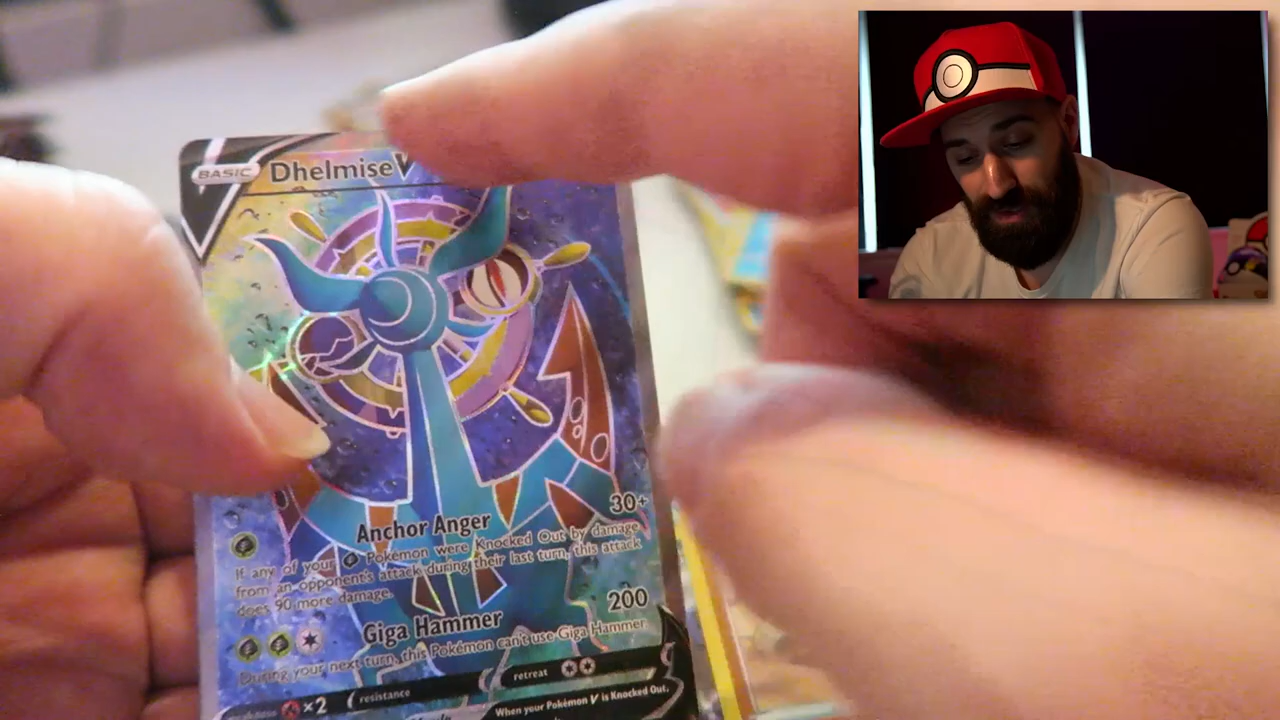 BASIC Dhelmise V
Anchor Anger 30+
If any of your Pokémon were Knocked Out by damage
from an opponent's attack during their last turn, this attack
does 90 more damage.
Giga Hammer 200
During your next turn, this Pokémon can't use Giga Hammer.
×2 resistance retreat
When your Pokémon V is Knocked Out,